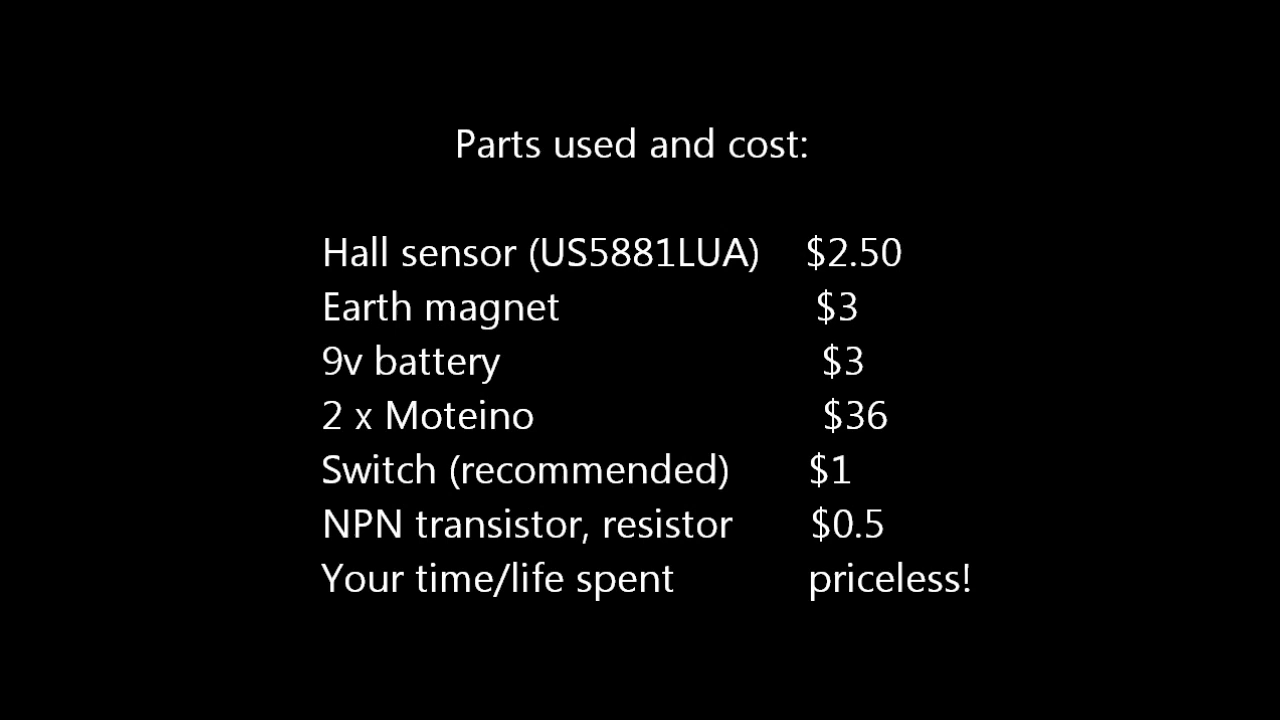 Parts used and cost:
Hall sensor (US5881LUA) $2.50
Earth magnet $3
9v battery $3
2 x Moteino $36
Switch (recommended) $1
NPN transistor, resistor $0.5
Your time/life spent priceless!